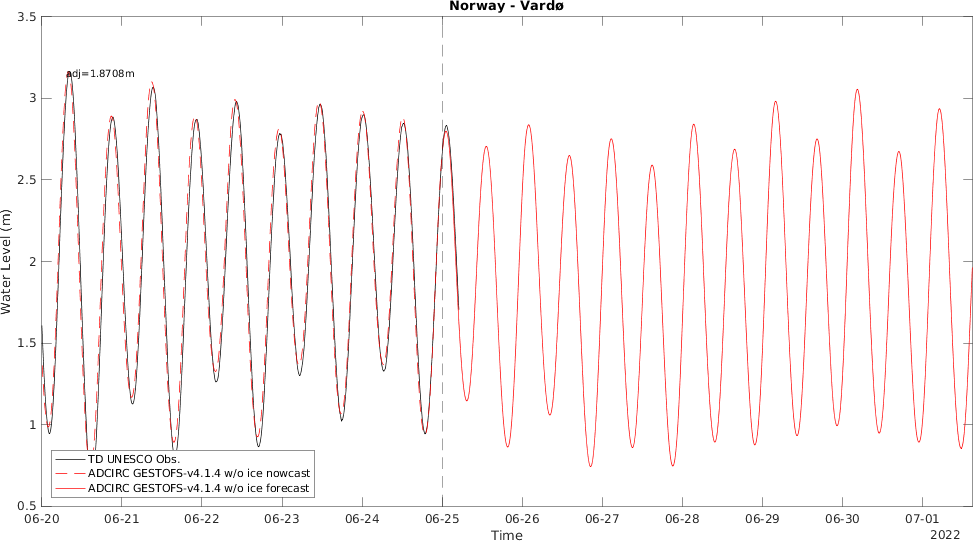 Norway - Vardø
3.5
adj=1.8708m
3
2.5
2
Water Level (m)
1.5
1
TD UNESCO Obs.
ADCIRC GESTOFS-v4.1.4 w/o ice nowcast
ADCIRC GESTOFS-v4.1.4 w/o ice forecast
0.5
06-20 06-21 06-22 06-23 06-24 06-25 06-26 06-27 06-28 06-29 06-30 07-01
Time
2022